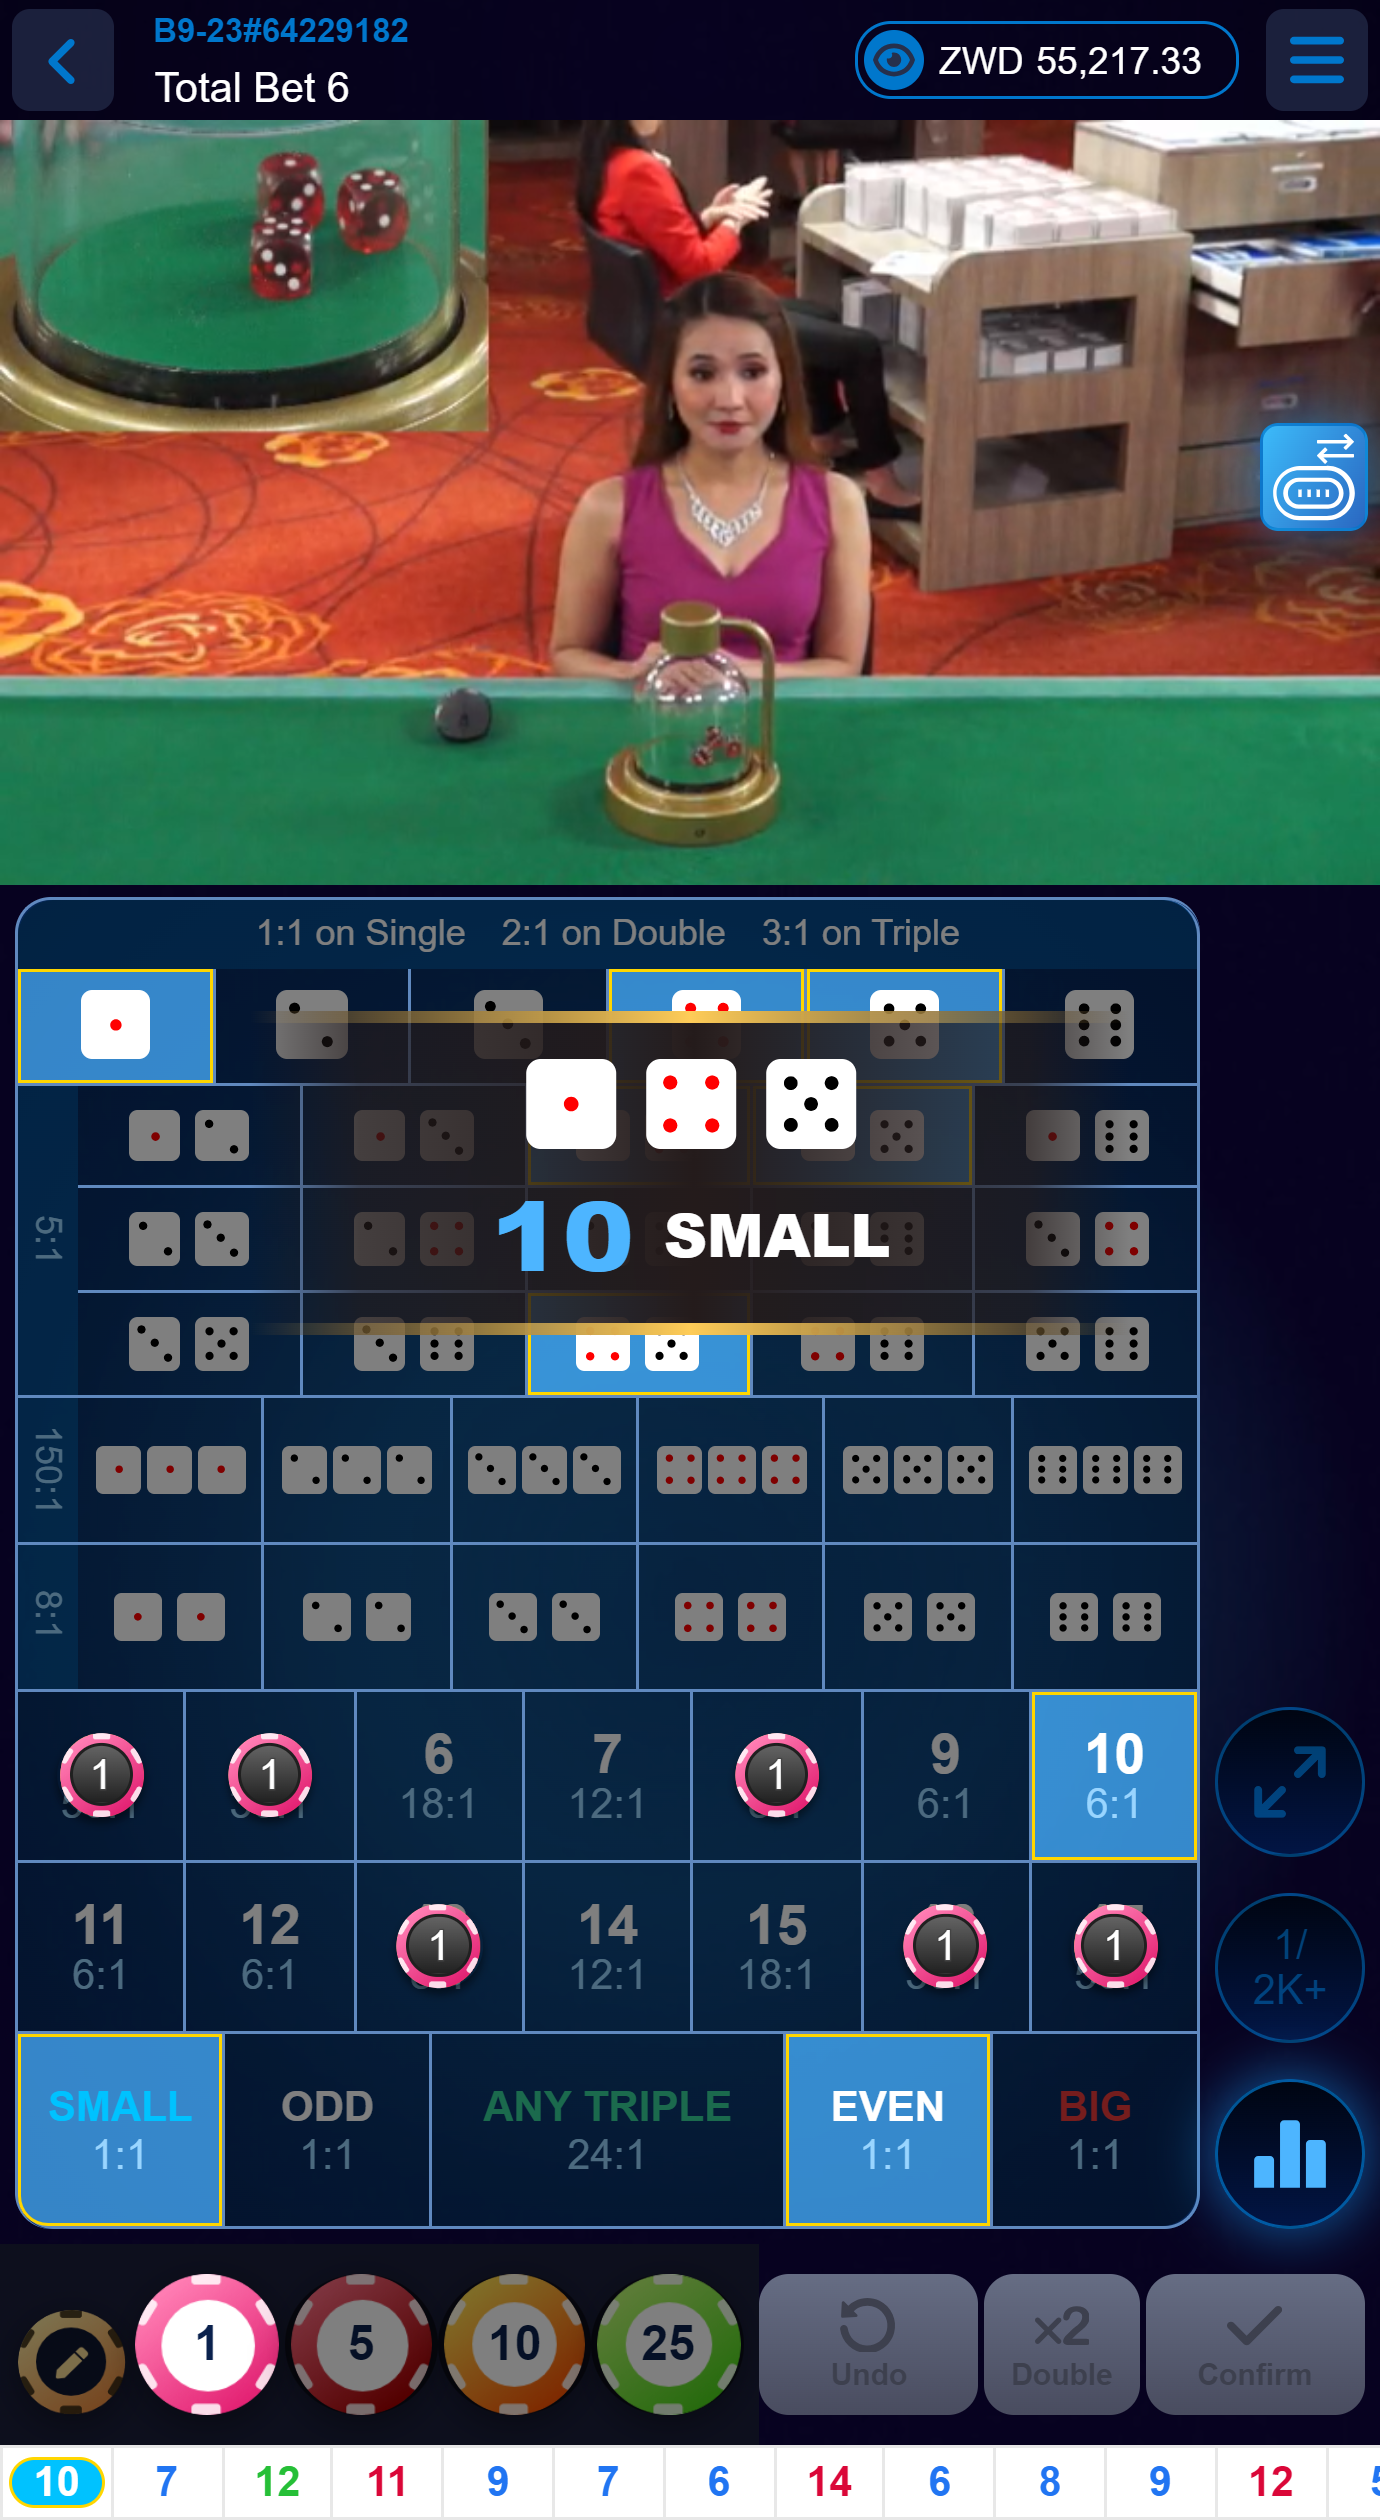 B9-23#64229182
Total Bet 6
ZWD 55,217.33
1:1 on Single 2:1 on Double 3:1 on Triple
10 SMALL
5:1
150:1
8:1
1 1 6 7 1 9 10
18:1 12:1 6:1 6:1
11 12 1 14 15 1 1
6:1 6:1 12:1 18:1
1/
2K+
SMALL ODD ANY TRIPLE EVEN BIG
1:1 1:1 24:1 1:1 1:1
1 5 10 25
x2
Undo Double Confirm
10 7 12 11 9 7 6 14 6 8 9 12